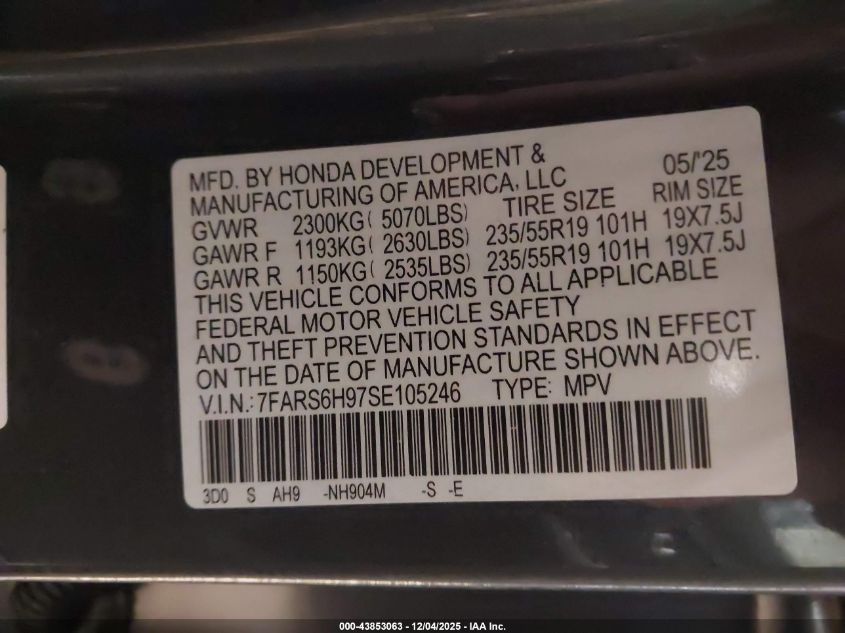 MFD. BY HONDA DEVELOPMENT & 05/'25
MANUFACTURING OF AMERICA, LLC TIRE SIZE RIM SIZE
GVWR 2300KG( 5070LBS)
GAWR F 1193KG( 2630LBS) 235/55R19 101H 19X7.5J
GAWR R 1150KG( 2535LBS) 235/55R19 101H 19X7.5J
THIS VEHICLE CONFORMS TO ALL APPLICABLE
FEDERAL MOTOR VEHICLE SAFETY
AND THEFT PREVENTION STANDARDS IN EFFECT
ON THE DATE OF MANUFACTURE SHOWN ABOVE.
V.I.N.:7FARS6H97SE105246 TYPE: MPV
3D0 S AH9 -NH904M -S -E
000-43853063 - 12/04/2025 - IAA Inc.